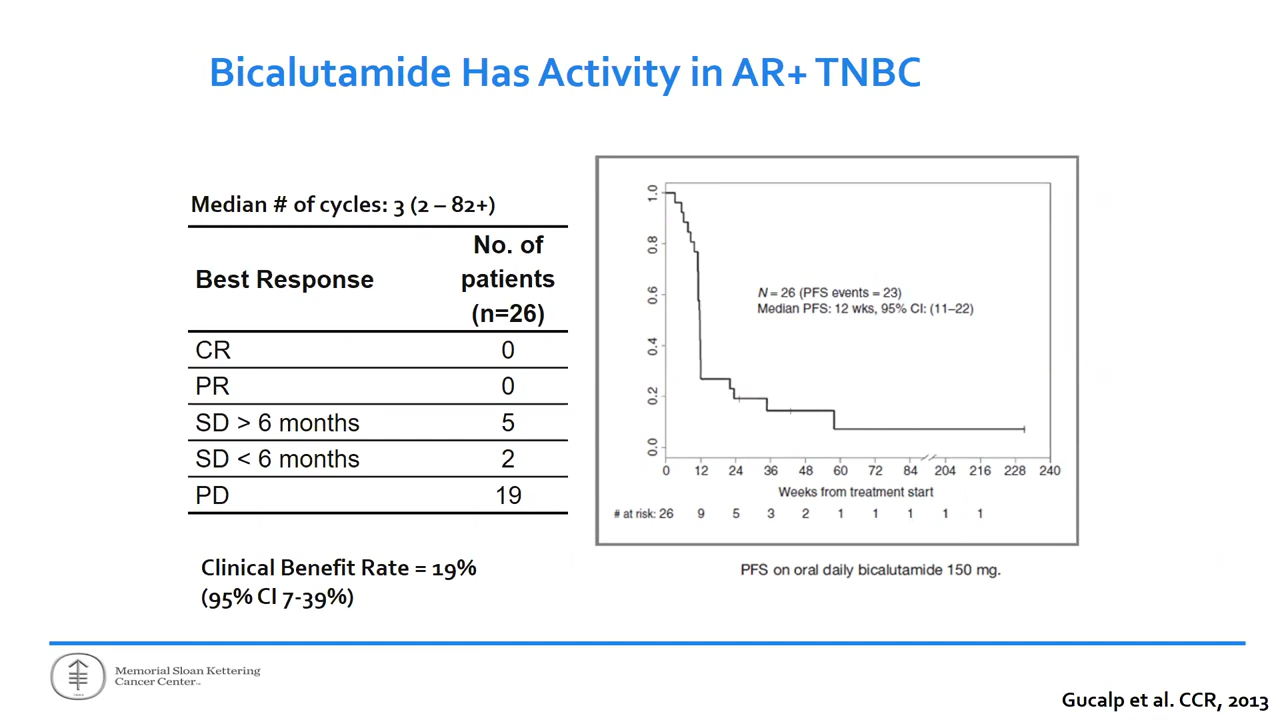 Bicalutamide Has Activity in AR+ TNBC
Median # of cycles: 3 (2 – 82+)
Best Response
No. of
patients
(n=26)
CR 0
PR 0
SD > 6 months 5
SD < 6 months 2
PD 19
Clinical Benefit Rate = 19%
(95% CI 7-39%)
1.0
0.8
0.6
0.4
0.2
0.0
N = 26 (PFS events = 23)
Median PFS: 12 wks, 95% CI: (11–22)
0 12 24 36 48 60 72 84 204 216 228 240
Weeks from treatment start
# at risk: 26 9 5 3 2 1 1 1 1 1
PFS on oral daily bicalutamide 150 mg.
Memorial Sloan Kettering
Cancer Center
Gucalp et al. CCR, 2013